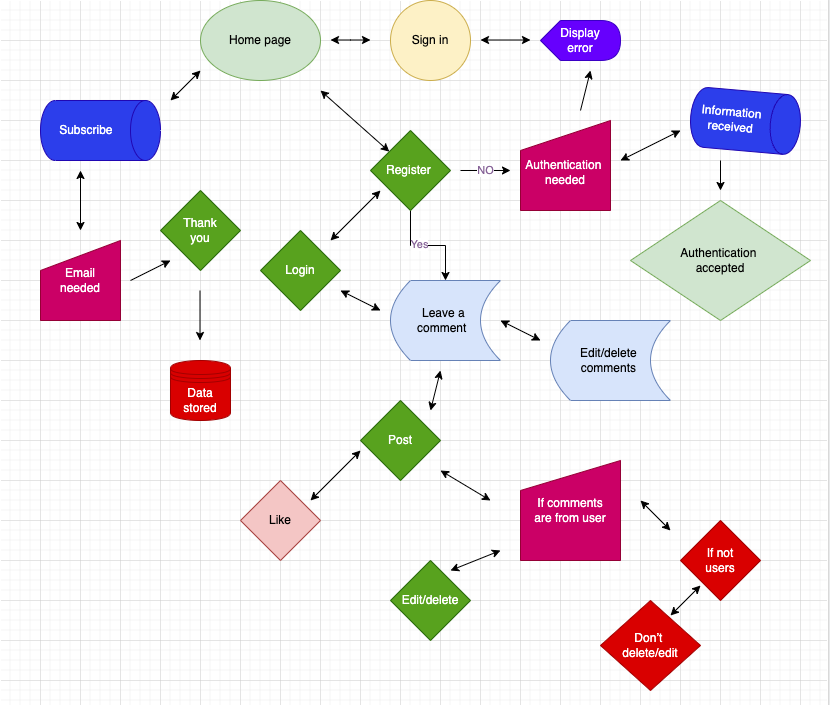 Home page
Sign in
Display
error
Subscribe
Information
received
Register
NO
Authentication
needed
Thank
you
Yes
Login
Email
needed
Authentication
accepted
Leave a
comment
Edit/delete
comments
Data
stored
Post
Like
If comments
are from user
If not
users
Edit/delete
Don't
delete/edit